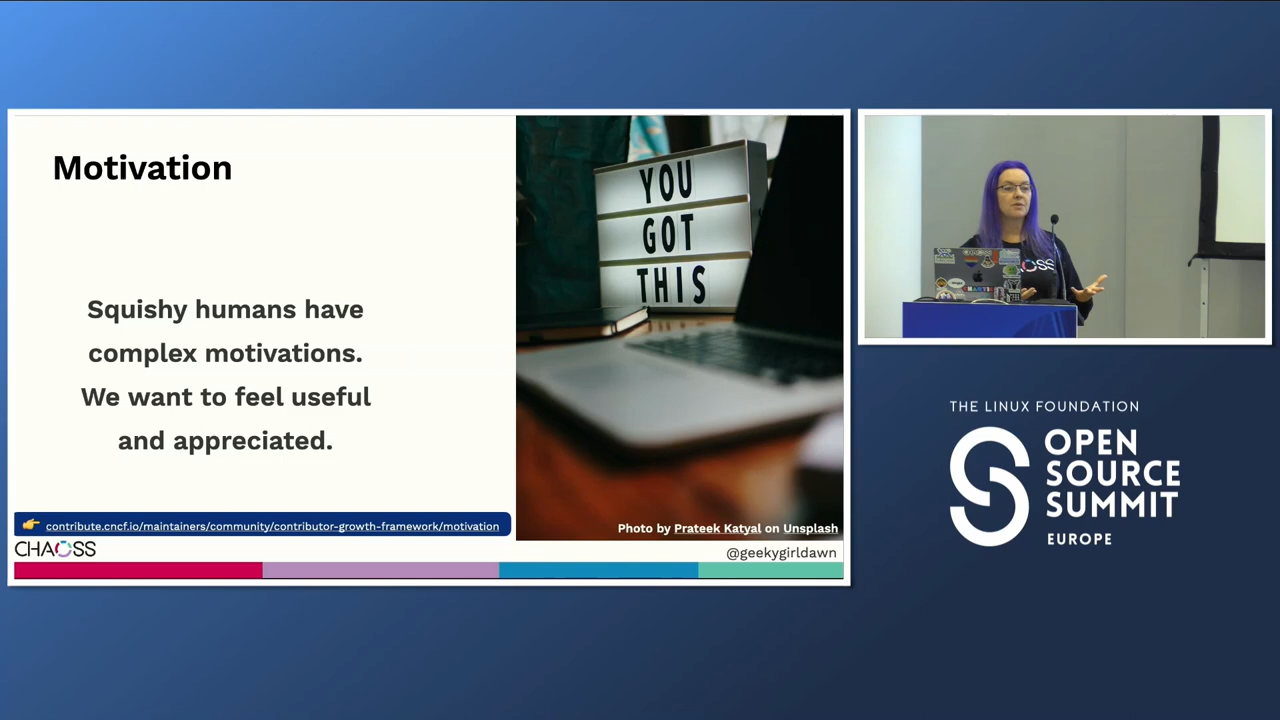 Motivation
Squishy humans have
complex motivations.
We want to feel useful
and appreciated.
YOU
GOT
THIS
contribute.cncf.io/maintainers/community/contributor-growth-framework/motivation
Photo by Prateek Katyal on Unsplash
CHAOSS
@geekygirldawn
THE LINUX FOUNDATION
OPEN
SOURCE
SUMMIT
EUROPE